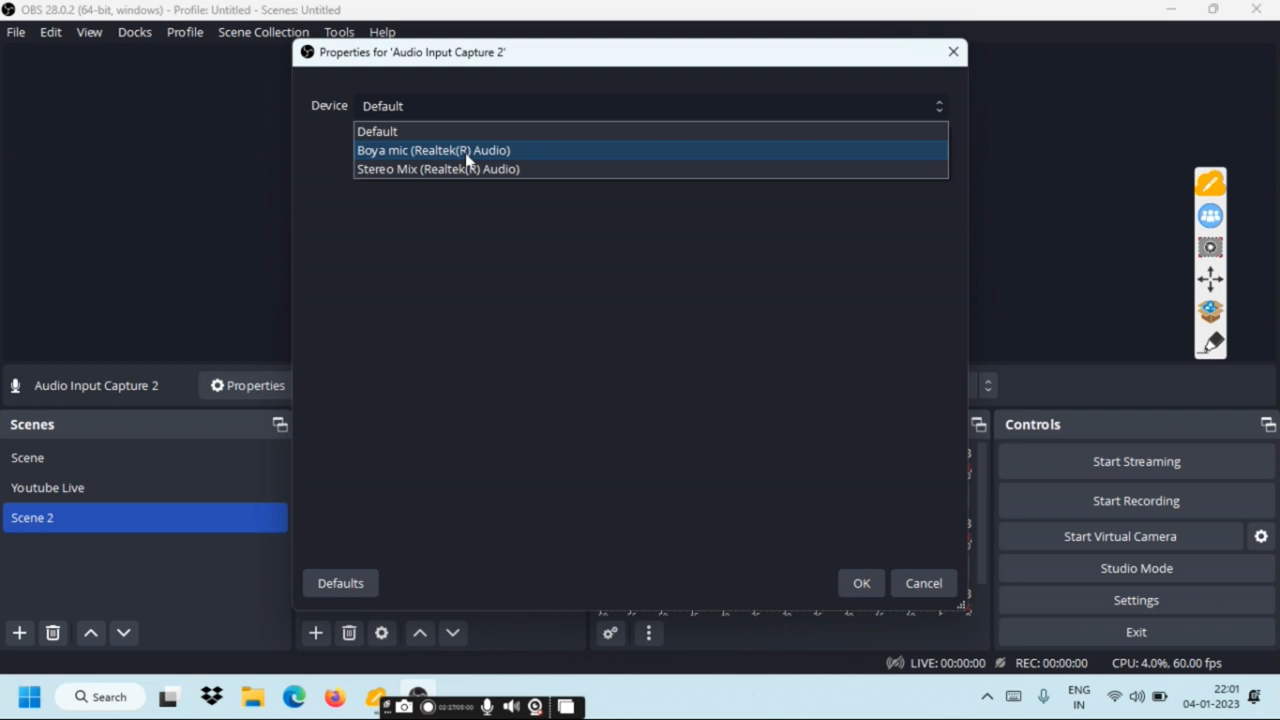 OBS 28.0.2 (64-bit, windows) - Profile: Untitled - Scenes: Untitled
File Edit View Docks Profile Scene Collection Tools Help
Properties for 'Audio Input Capture 2'
Device Default
Default
Boya mic (Realtek(R) Audio)
Stereo Mix (Realtek(R) Audio)
Audio Input Capture 2 Properties
Scenes
Scene
Youtube Live
Scene 2
Defaults OK Cancel
Controls
Start Streaming
Start Recording
Start Virtual Camera
Studio Mode
Settings
Exit
LIVE: 00:00:00 REC: 00:00:00 CPU: 4.0%, 60.00 fps
Search
ENG
IN
22:01
04-01-2023